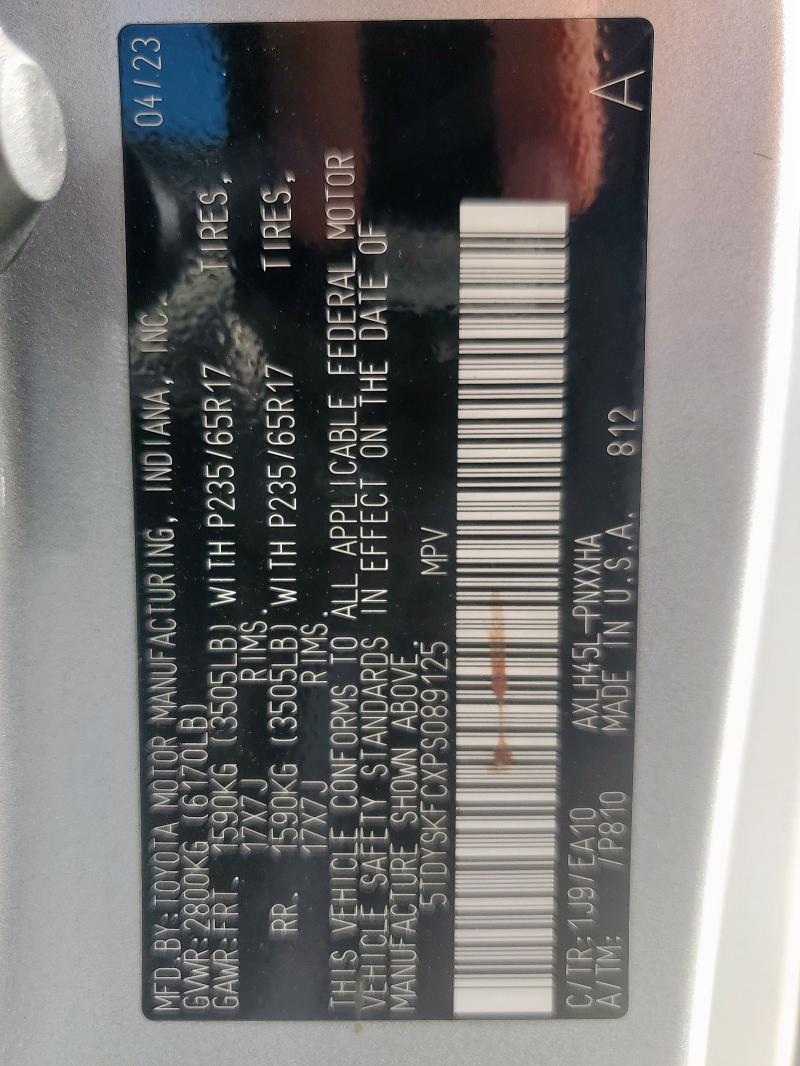 MFD.BY:TOYOTA MOTOR MANUFACTURING, INDIANA, INC. 04/23
GVWR:2800KG (6170LB)
GAWR:FRT. 1590KG (3505LB) WITH P235/65R17 TIRES,
17X7J RIMS.
RR. 1590KG (3505LB) WITH P235/65R17 TIRES,
17X7J RIMS.
THIS VEHICLE CONFORMS TO ALL APPLICABLE FEDERAL MOTOR
VEHICLE SAFETY STANDARDS IN EFFECT ON THE DATE OF
MANUFACTURE SHOWN ABOVE.
5TDYSKFCXPS089125 MPV
C/TR:1J9/EA10 AXLH45L-PNXXHA
A/TM: /P810 MADE IN U.S.A. 812 A